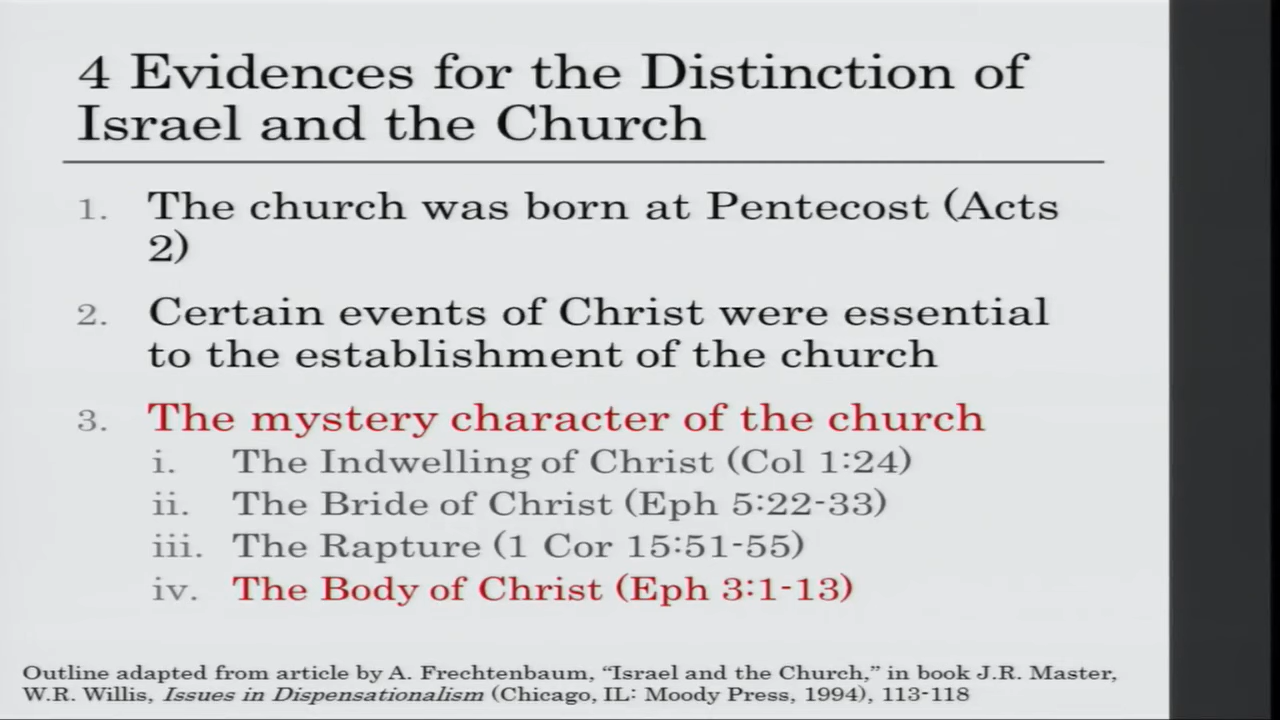 4 Evidences for the Distinction of
Israel and the Church
1. The church was born at Pentecost (Acts
2)
2. Certain events of Christ were essential
to the establishment of the church
3. The mystery character of the church
i. The Indwelling of Christ (Col 1:24)
ii. The Bride of Christ (Eph 5:22-33)
iii. The Rapture (1 Cor 15:51-55)
iv. The Body of Christ (Eph 3:1-13)
Outline adapted from article by A. Frechtenbaum, “Israel and the Church,” in book J.R. Master,
W.R. Willis, Issues in Dispensationalism (Chicago, IL: Moody Press, 1994), 113-118